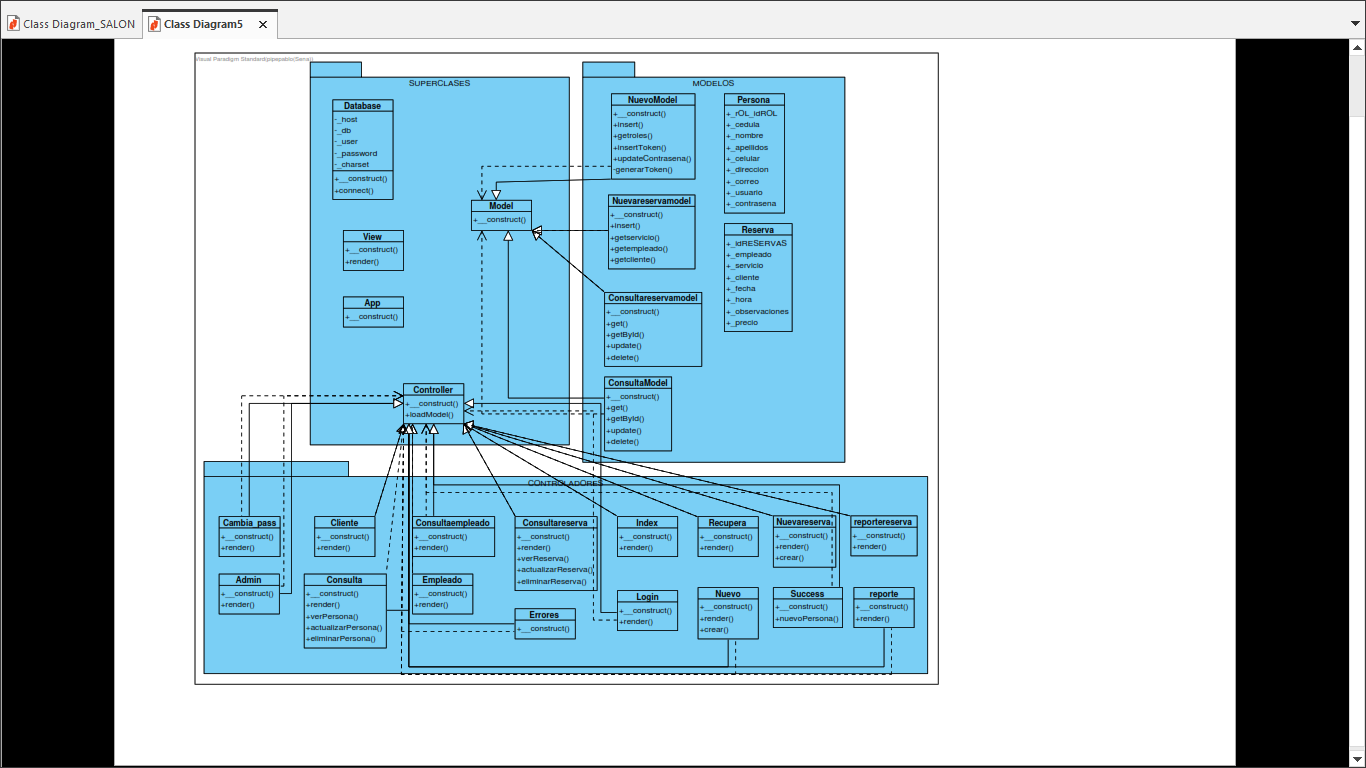 Class Diagram_SALON
Class Diagram5
Visual Paradigm Standard(pipepablo(Sena))
SUPERCLASES
Database
-_host
-_db
-_user
-_password
-_charset
+__construct()
+connect()
View
+__construct()
+render()
App
+__construct()
Model
+__construct()
Controller
+__construct()
+loadModel()
MODELOS
NuevoModel
+__construct()
+insert()
+getroles()
+insertToken()
+updateContrasena()
-generarToken()
Persona
+_rOL_idROL
+_cedula
+_nombre
+_apellidos
+_celular
+_direccion
+_correo
+_usuario
+_contrasena
Nuevareservamodel
+__construct()
+insert()
+getservicio()
+getempleado()
+getcliente()
Reserva
+_idRESERVAS
+_empleado
+_servicio
+_cliente
+_fecha
+_hora
+_observaciones
+_precio
Consultareservamodel
+__construct()
+get()
+getById()
+update()
+delete()
ConsultaModel
+__construct()
+get()
+getById()
+update()
+delete()
CONTROLADORES
Cambia_pass
+__construct()
+render()
Cliente
+__construct()
+render()
Consultaempleado
+__construct()
+render()
Consultareserva
+__construct()
+render()
+verReserva()
+actualizarReserva()
+eliminarReserva()
Index
+__construct()
+render()
Recupera
+__construct()
+render()
Nuevareserva
+__construct()
+render()
+crear()
reportereserva
+__construct()
+render()
Admin
+__construct()
+render()
Consulta
+__construct()
+render()
+verPersona()
+actualizarPersona()
+eliminarPersona()
Empleado
+__construct()
+render()
Errores
+__construct()
Login
+__construct()
+render()
Nuevo
+__construct()
+render()
+crear()
Success
+__construct()
+nuevoPersona()
reporte
+__construct()
+render()